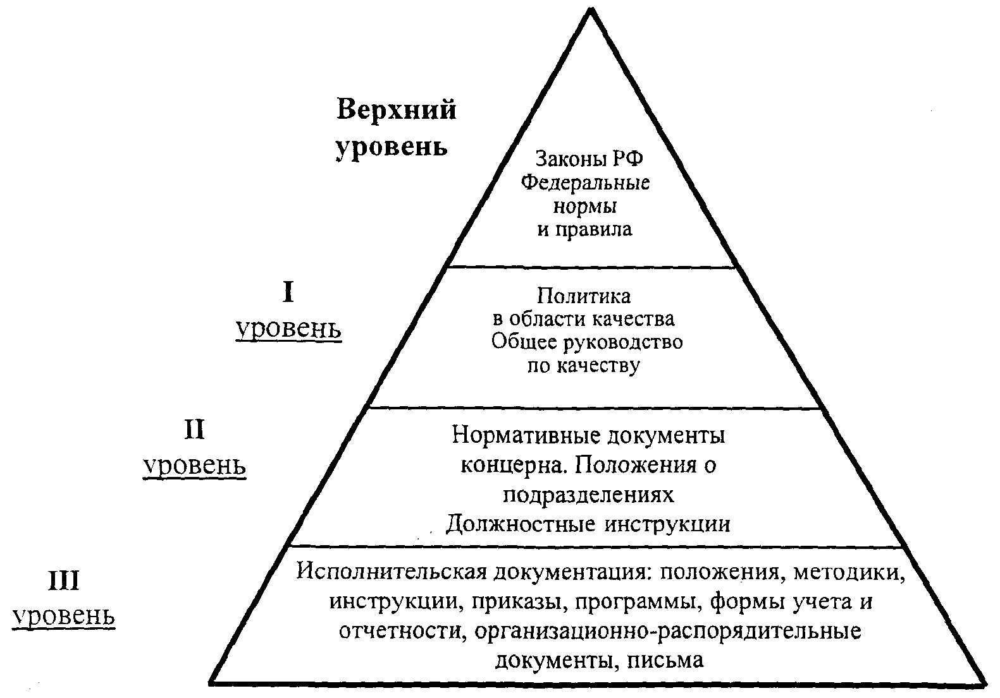 Верхний
уровень
Законы РФ
Федеральные
нормы
и правила
I
уровень
Политика
в области качества
Общее руководство
по качеству
II
уровень
Нормативные документы
концерна. Положения о
подразделениях
Должностные инструкции
III
уровень
Исполнительская документация: положения, методики,
инструкции, приказы, программы, формы учета и
отчетности, организационно-распорядительные
документы, письма